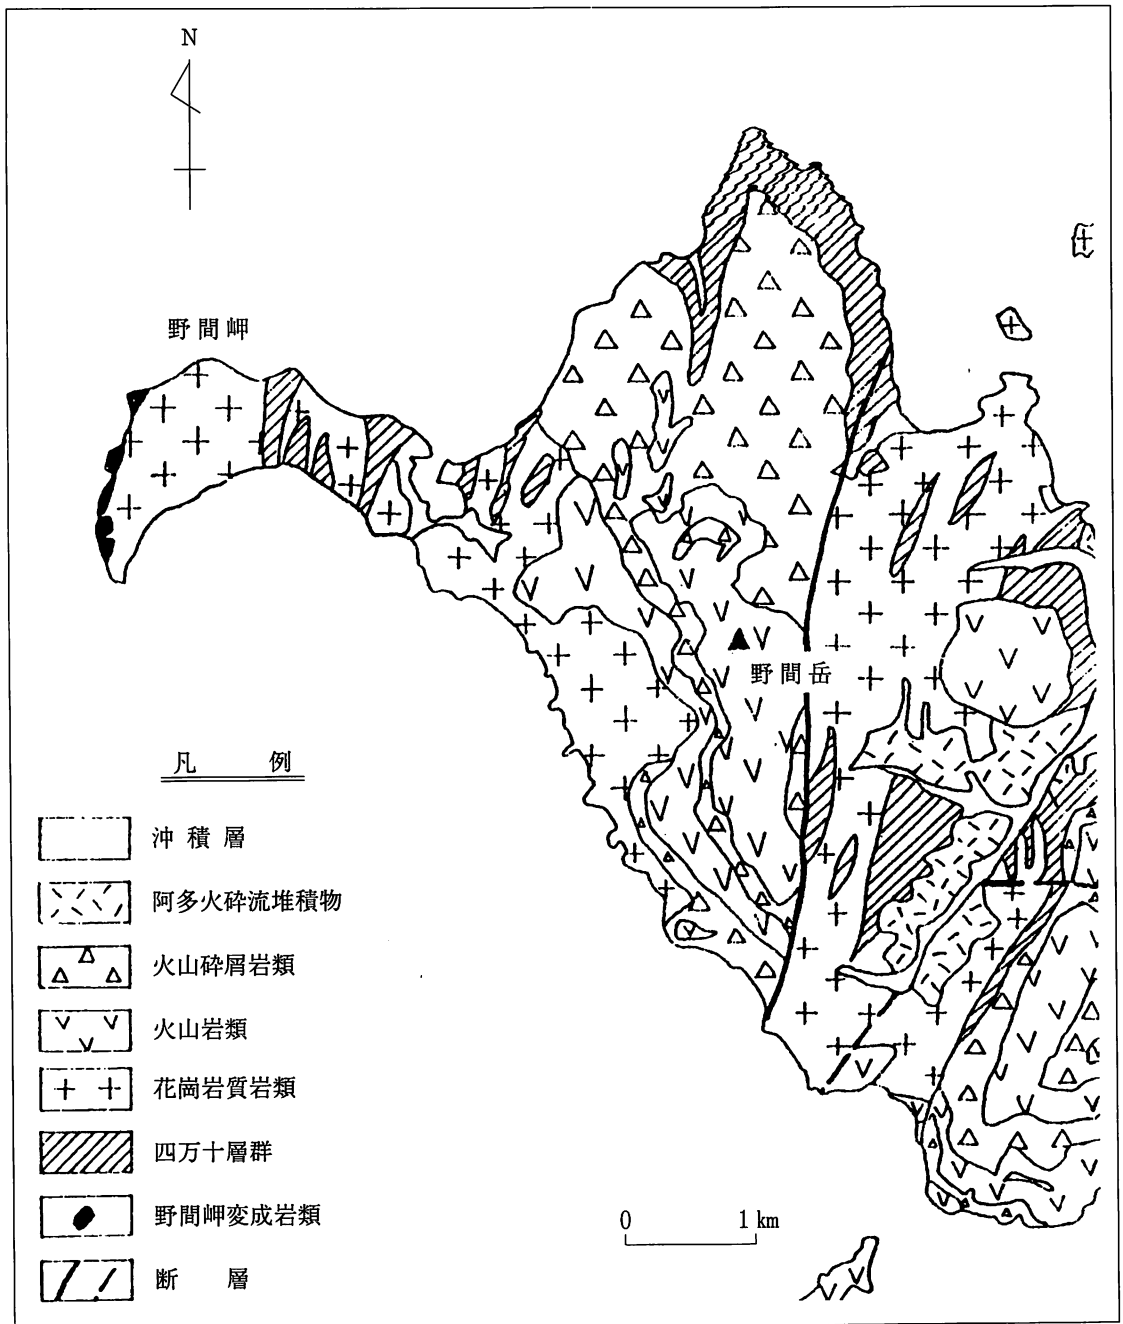 N
野間岬
野間岳
凡 例
沖積層
阿多火砕流堆積物
火山砕屑岩類
火山岩類
花崗岩質岩類
四万十層群
野間岬変成岩類
断 層
0 1 km